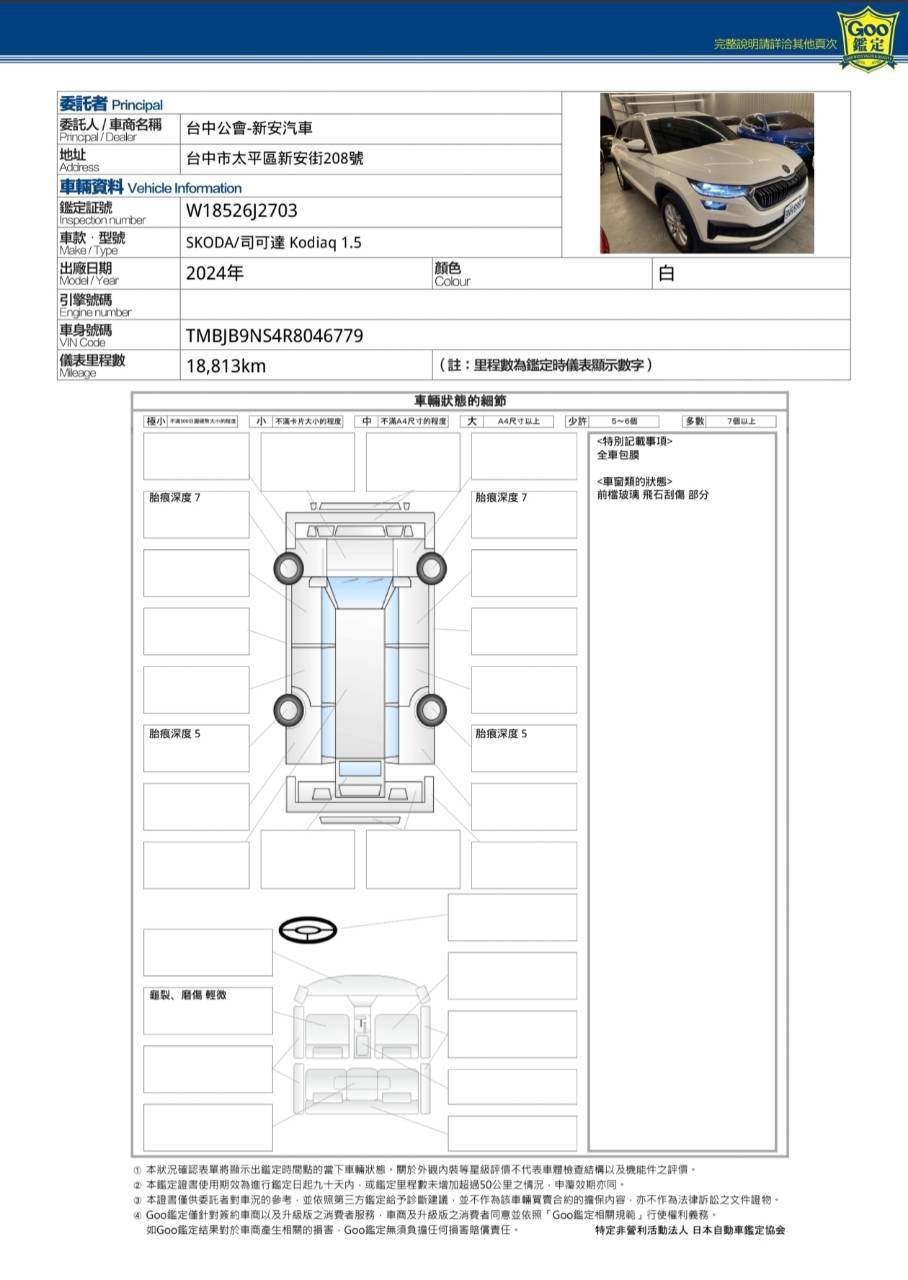 完整說明請詳洽其他頁次
Goo
鑑定
委託者 Principal
委託人 / 車商名稱 台中公會-新安汽車
Principal / Dealer
地址 台中市太平區新安街208號
Address
車輛資料 Vehicle Information
鑑定証號 W18526J2703
Inspection number
車款‧型號 SKODA/司可達 Kodiaq 1.5
Make / Type
出廠日期 2024年 顏色 白
Model / Year Colour
引擎號碼
Engine number
車身號碼 TMBJB9NS4R8046779
VIN Code
儀表里程數 18,813km (註：里程數為鑑定時儀表顯示數字)
Mileage
車輛狀態的細節
極小 小 不滿卡片大小的程度 中 不滿A4尺寸的程度 大 A4尺寸以上 少許 5～6個 多數 7個以上
<特別記載事項>
全車包膜
<車窗類的狀態>
前檔玻璃 飛石刮傷 部分
胎痕深度 7 胎痕深度 7
胎痕深度 5 胎痕深度 5
龜裂、磨傷 輕微
① 本狀況確認表單將顯示出鑑定時間點的當下車輛狀態，關於外觀內裝等星級評價不代表車體檢查結構以及機能件之評價。
② 本鑑定證書使用期效為進行鑑定日起九十天內，或鑑定里程數未增加超過50公里之情況，申覆效期亦同。
③ 本證書僅供委託者對車況的參考，並依照第三方鑑定給予診斷建議，並不作為該車輛買賣合約的擔保內容，亦不作為法律訴訟之文件證物。
④ Goo鑑定僅針對簽約車商以及升級版之消費者服務，車商及升級版之消費者同意並依照「Goo鑑定相關規範」行使權利義務。
如Goo鑑定結果對於車商產生相關的損害，Goo鑑定無須負擔任何損害賠償責任。 特定非營利活動法人 日本自動車鑑定協会